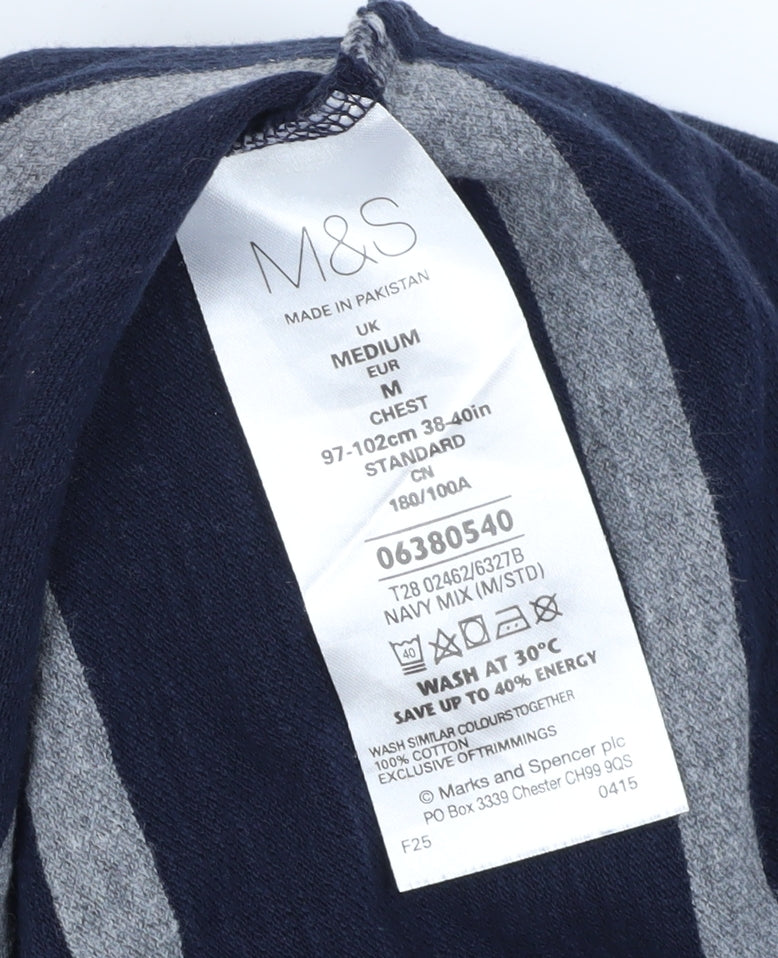 M&S
MADE IN PAKISTAN
UK
MEDIUM
EUR
M
CHEST
97-102cm 38-40in
STANDARD
CN
180/100A
06380540
T28 02462/6327B
NAVY MIX (M/STD)
40
WASH AT 30°C
SAVE UP TO 40% ENERGY
WASH SIMILAR COLOURS TOGETHER
100% COTTON
EXCLUSIVE OF TRIMMINGS
© Marks and Spencer plc
PO Box 3339 Chester CH99 9QS
0415
F25